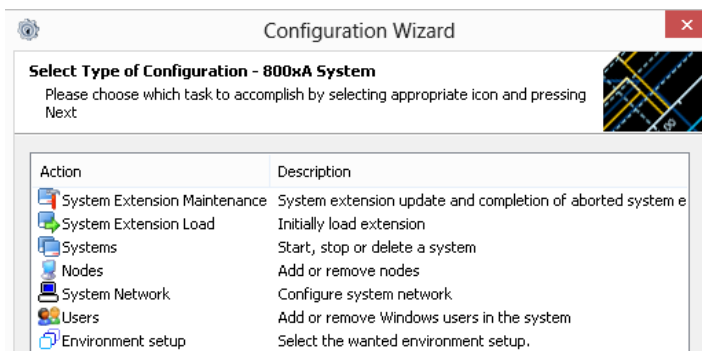 Configuration Wizard
Select Type of Configuration - 800xA System
Please choose which task to accomplish by selecting appropriate icon and pressing
Next
Action Description
System Extension Maintenance System extension update and completion of aborted system e
System Extension Load Initially load extension
Systems Start, stop or delete a system
Nodes Add or remove nodes
System Network Configure system network
Users Add or remove Windows users in the system
Environment setup Select the wanted environment setup.